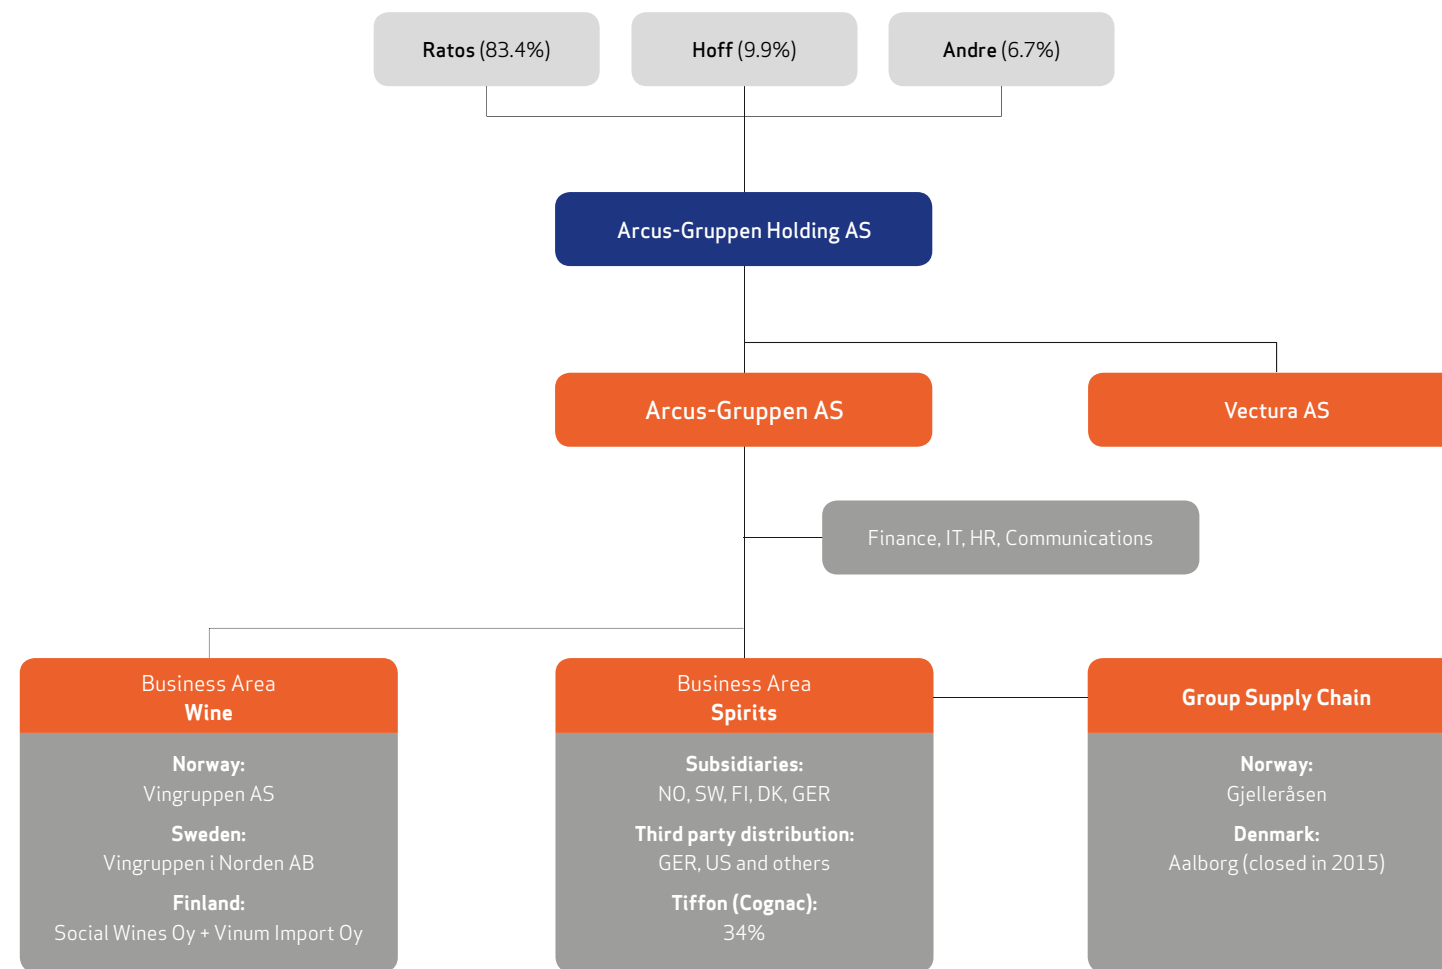 Ratos (83.4%)
Hoff (9.9%)
Andre (6.7%)
Arcus-Gruppen Holding AS
Arcus-Gruppen AS
Vectura AS
Finance, IT, HR, Communications
Business Area
Wine
Norway:
Vingruppen AS
Sweden:
Vingruppen i Norden AB
Finland:
Social Wines Oy + Vinum Import Oy
Business Area
Spirits
Subsidiaries:
NO, SW, FI, DK, GER
Third party distribution:
GER, US and others
Tiffon (Cognac):
34%
Group Supply Chain
Norway:
Gjelleråsen
Denmark:
Aalborg (closed in 2015)